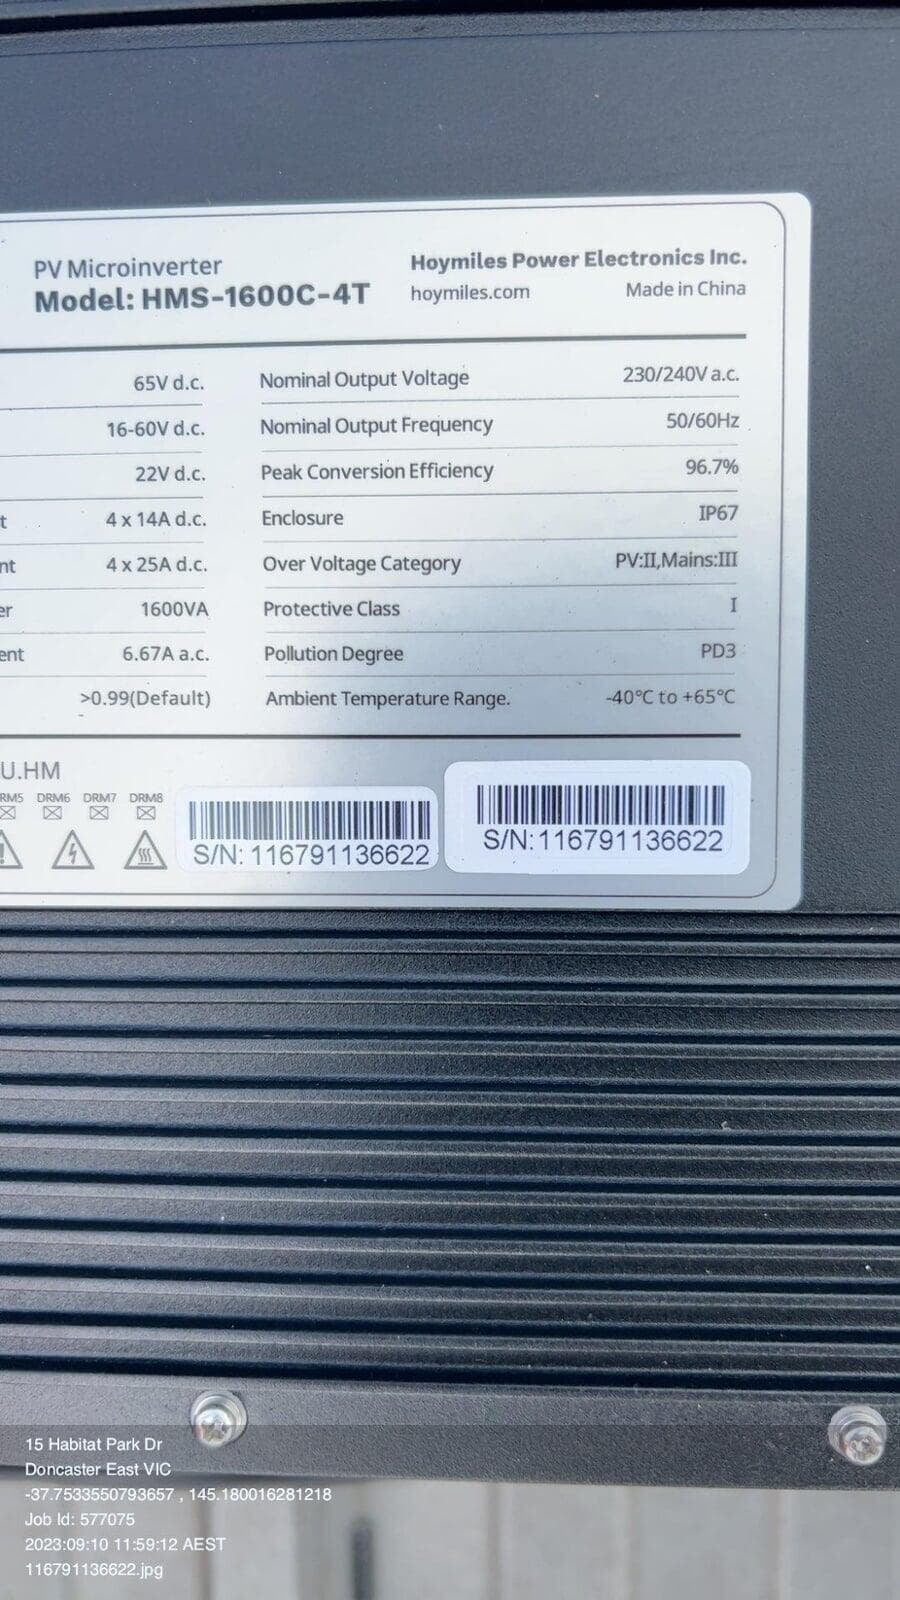 PV Microinverter
Model: HMS-1600C-4T
Hoymiles Power Electronics Inc.
hoymiles.com Made in China
65V d.c.
16-60V d.c.
22V d.c.
t 4 x 14A d.c.
nt 4 x 25A d.c.
er 1600VA
ent 6.67A a.c.
>0.99(Default)
Nominal Output Voltage 230/240V a.c.
Nominal Output Frequency 50/60Hz
Peak Conversion Efficiency 96.7%
Enclosure IP67
Over Voltage Category PV:II,Mains:III
Protective Class I
Pollution Degree PD3
Ambient Temperature Range. -40°C to +65°C
U.HM
RM5 DRM6 DRM7 DRM8
S/N: 116791136622
S/N: 116791136622
15 Habitat Park Dr
Doncaster East VIC
-37.7533550793657 , 145.180016281218
Job Id: 577075
2023:09:10 11:59:12 AEST
116791136622.jpg